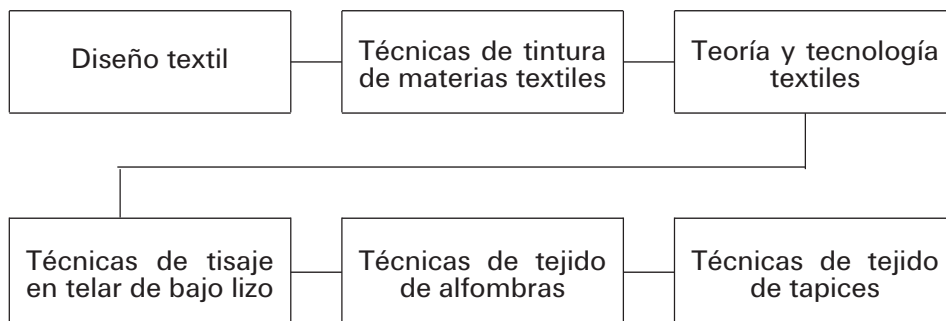 Diseño textil
Técnicas de tintura
de materias textiles
Teoría y tecnología
textiles
Técnicas de tisaje
en telar de bajo lizo
Técnicas de tejido
de alfombras
Técnicas de tejido
de tapices